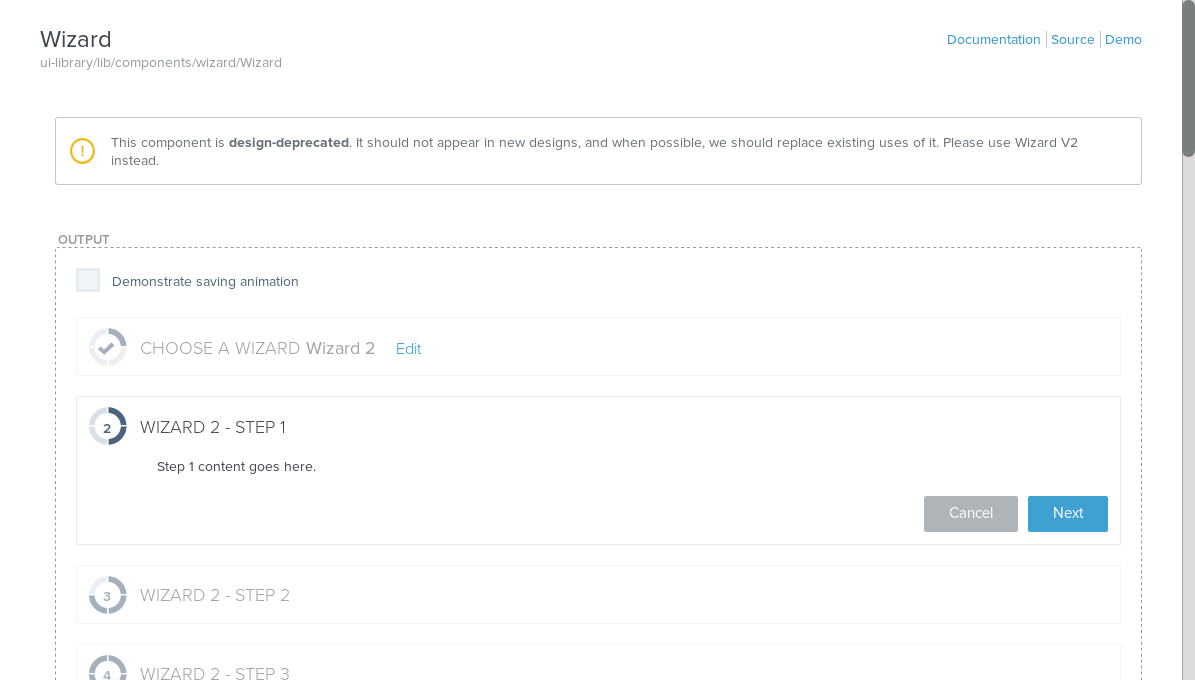 Wizard
Documentation
Source
Demo
ui-library/lib/components/wizard/Wizard
This component is design-deprecated. It should not appear in new designs, and when possible, we should replace existing uses of it. Please use Wizard V2
instead.
OUTPUT
Demonstrate saving animation
CHOOSE A WIZARD Wizard 2 Edit
2 WIZARD 2 - STEP 1
Step 1 content goes here.
Cancel
Next
3 WIZARD 2 - STEP 2
4 WIZARD 2 - STEP 3